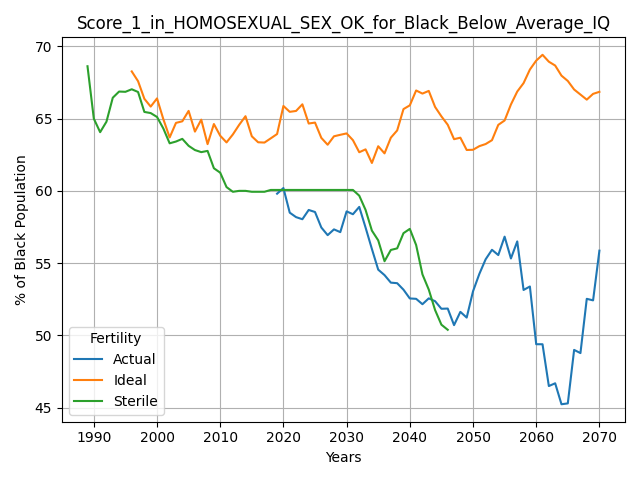 Score_1_in_HOMOSEXUAL_SEX_OK_for_Black_Below_Average_IQ
% of Black Population
70
65
60
55
50
45
Fertility
Actual
Ideal
Sterile
1990 2000 2010 2020 2030 2040 2050 2060 2070
Years